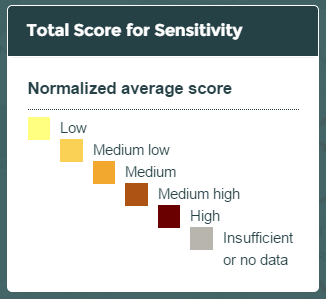 Total Score for Sensitivity
Normalized average score
Low
Medium low
Medium
Medium high
High
Insufficient
or no data